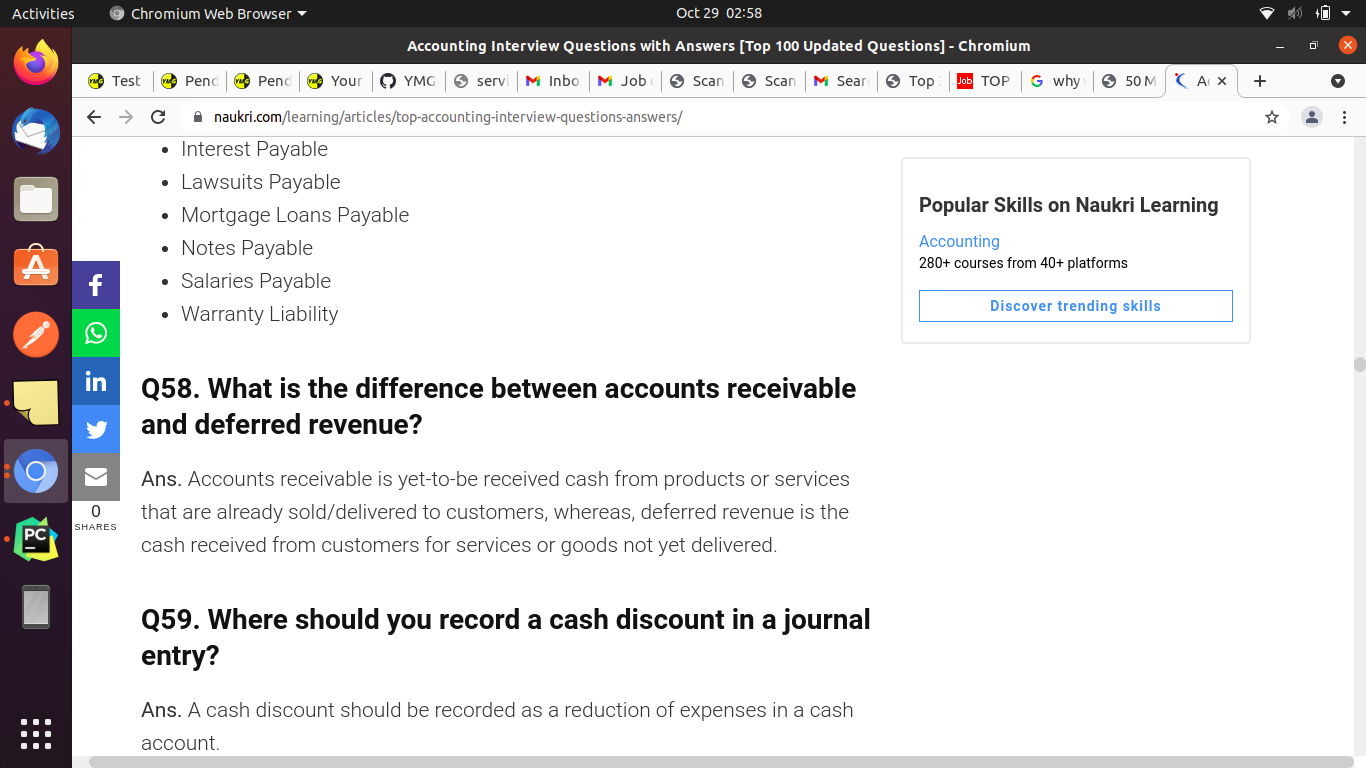 Activities
Chromium Web Browser
Oct 29 02:58
Accounting Interview Questions with Answers [Top 100 Updated Questions] - Chromium
YMG Test
YMG Pend
YMG Pend
YMG Your
YMG
servi
Inbo
Job
Scan
Scan
Sear
Top
Job TOP
G why
50 M
naukri.com/learning/articles/top-accounting-interview-questions-answers/
Interest Payable
Lawsuits Payable
Mortgage Loans Payable
Notes Payable
Salaries Payable
Warranty Liability
Q58. What is the difference between accounts receivable
and deferred revenue?
Ans. Accounts receivable is yet-to-be received cash from products or services
that are already sold/delivered to customers, whereas, deferred revenue is the
cash received from customers for services or goods not yet delivered.
Q59. Where should you record a cash discount in a journal
entry?
Ans. A cash discount should be recorded as a reduction of expenses in a cash
account.
Popular Skills on Naukri Learning
Accounting
280+ courses from 40+ platforms
Discover trending skills
f
in
0
SHARES
PC